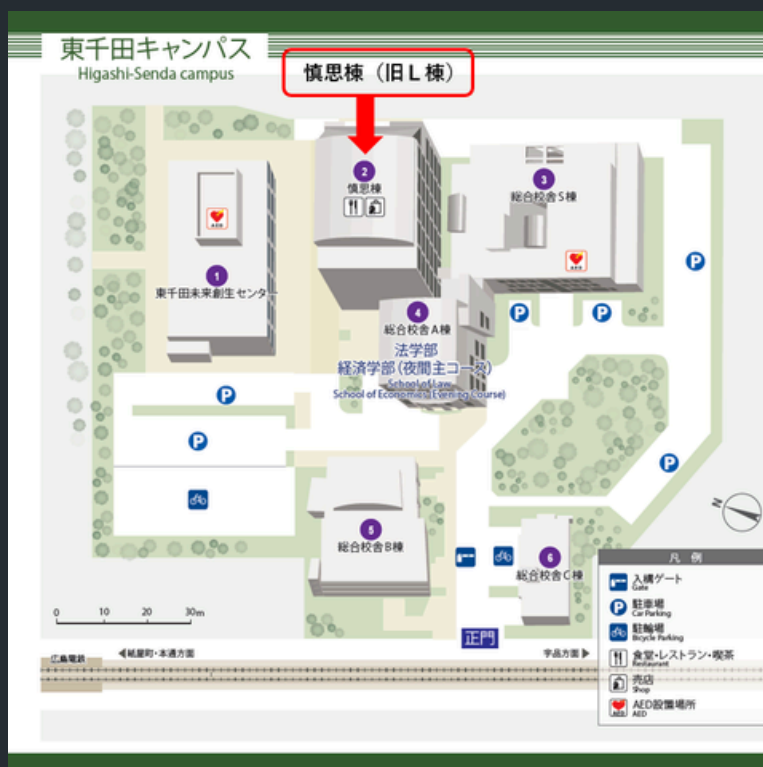 東千田キャンパス
Higashi-Senda campus
慎思棟（旧L棟）
2
慎思棟
3
総合校舎S棟
AED
AED
1
東千田未来創生センター
P
4
総合校舎A棟
P
P
法学部
経済学部(夜間主コース)
School of Law
School of Economics (Evening course)
P
P
P
N
5
総合校舎B棟
6
総合校舎C棟
0 10 20 30m
正門
広島電鉄
◀紙屋町・本通方面
宇品方面▶
凡 例
入構ゲート
Gate
P
駐車場
Car Parking
駐輪場
Bicycle Parking
食堂・レストラン・喫茶
Restaurant
売店
Shop
AED設置場所
AED
AED